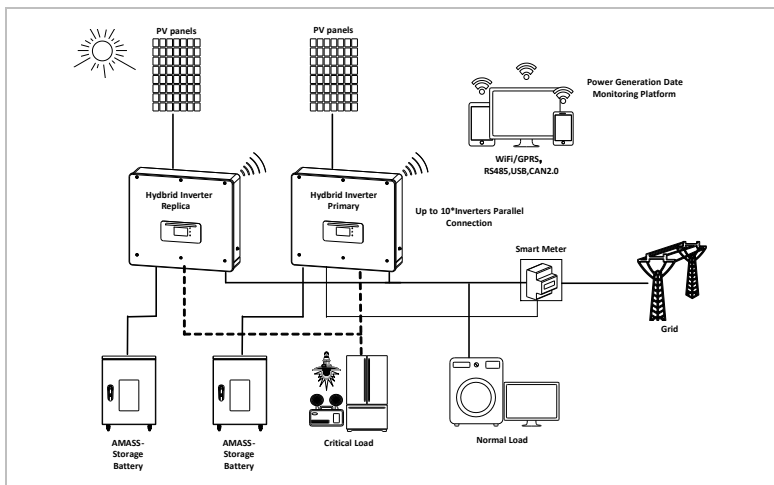 PV panels
PV panels
Power Generation Date
Monitoring Platform
WiFi/GPRS,
RS485,USB,CAN2.0
Hydbrid Inverter
Replica
Hydbrid Inverter
Primary
Up to 10*Inverters Parallel
Connection
Smart Meter
Grid
AMASS-
Storage
Battery
AMASS-
Storage
Battery
Critical Load
Normal Load